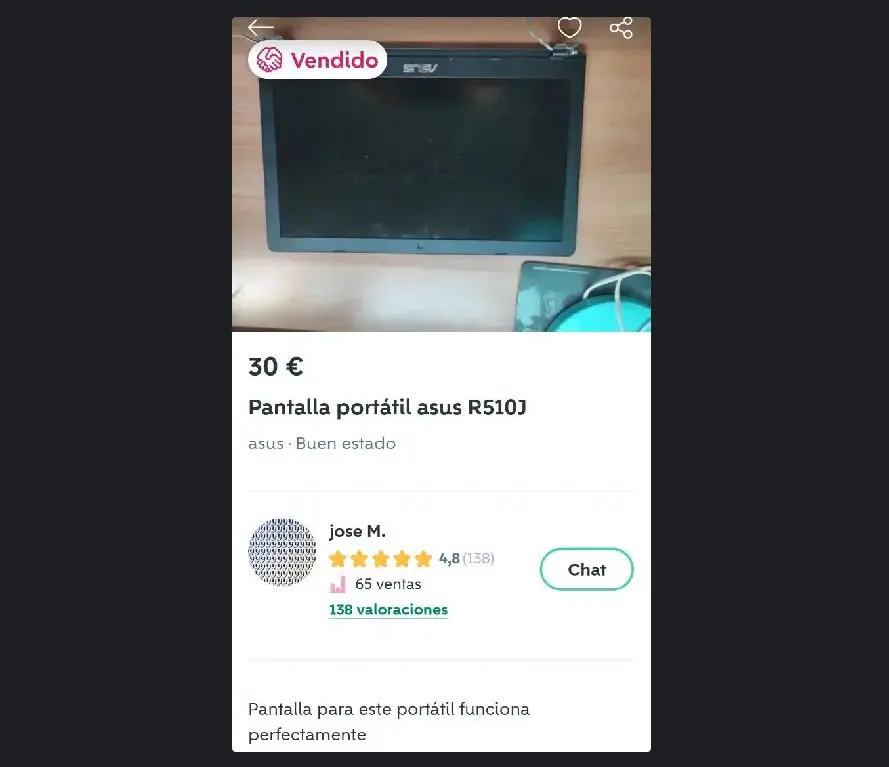 Vendido
ASUS
30 €
Pantalla portátil asus R510J
asus · Buen estado
jose M.
4,8 (138)
65 ventas
Chat
138 valoraciones
Pantalla para este portátil funciona
perfectamente